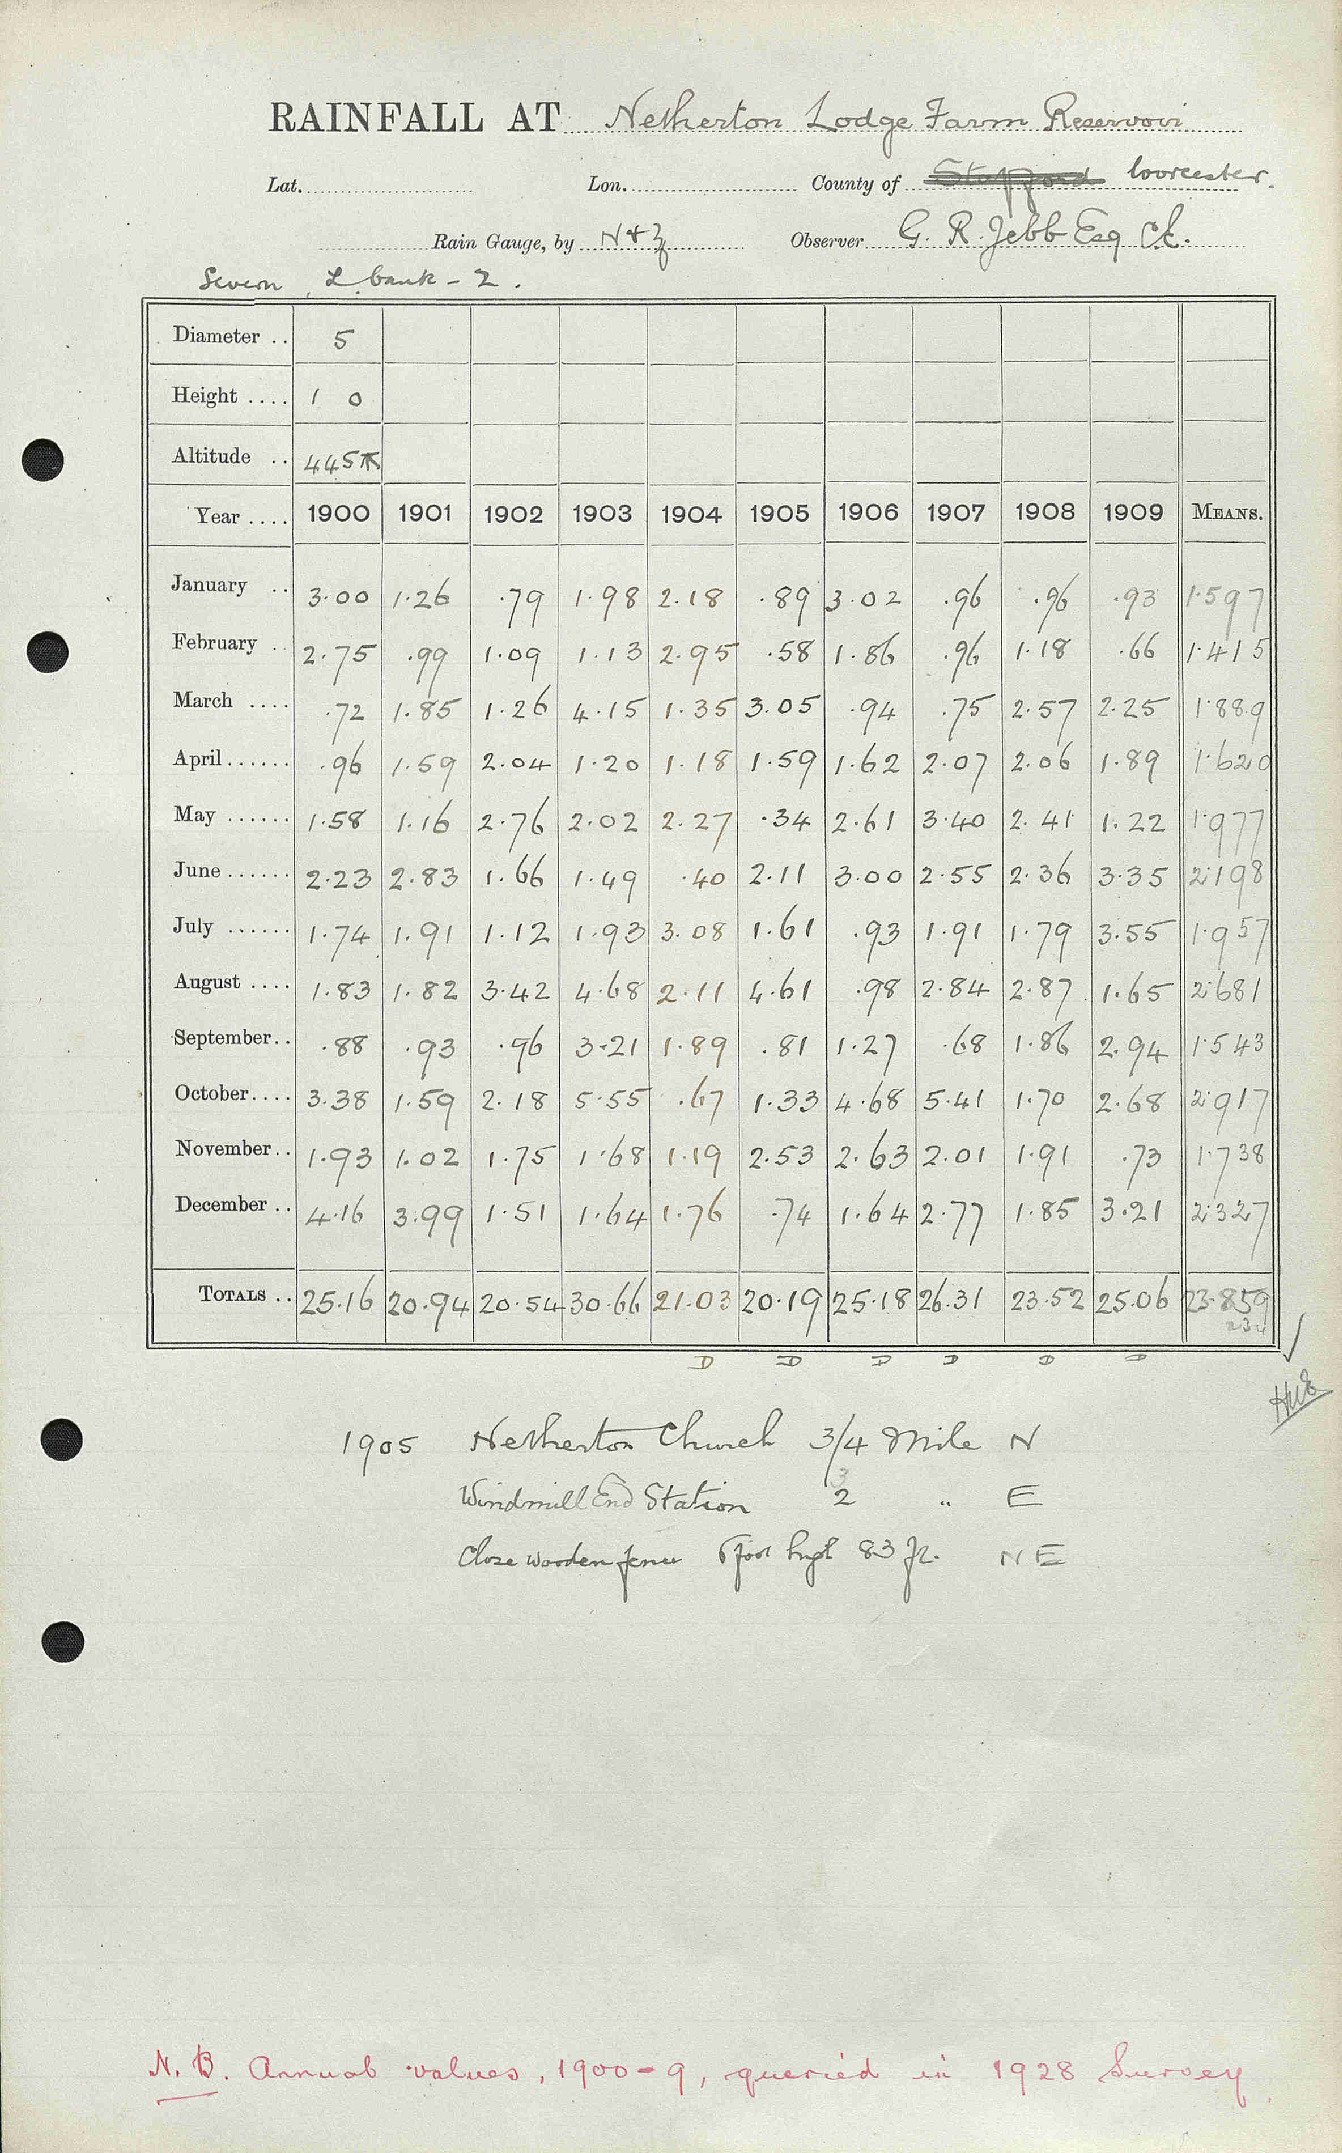 RAINFALL AT Netherton Lodge Farm Reservoir
Lat. Lon. County of Stafford Worcester.
Rain Gauge, by N & Z Observer G. R. Jebb Esq C.E.
Severn L bank - 2.
Diameter .. 5
Height .... 1 0
Altitude .. 445 ft
Year .... 1900 1901 1902 1903 1904 1905 1906 1907 1908 1909 MEANS.
January .. 3.00 1.26 .79 1.98 2.18 .89 3.02 .96 .96 .93 1.597
February .. 2.75 .99 1.09 1.13 2.95 .58 1.86 .96 1.18 .66 1.415
March .... .72 1.85 1.26 4.15 1.35 3.05 .94 .75 2.57 2.25 1.889
April ...... .96 1.59 2.04 1.20 1.18 1.59 1.62 2.07 2.06 1.89 1.620
May ...... 1.58 1.16 2.76 2.02 2.27 .34 2.61 3.40 2.41 1.22 1.977
June ...... 2.23 2.83 1.66 1.49 .40 2.11 3.00 2.55 2.36 3.35 2.198
July ...... 1.74 1.91 1.12 1.93 3.08 1.61 .93 1.91 1.79 3.55 1.957
August .... 1.83 1.82 3.42 4.68 2.11 4.61 .98 2.84 2.87 1.65 2.681
September .. .88 .93 .96 3.21 1.89 .81 1.27 .68 1.86 2.94 1.543
October .... 3.38 1.59 2.18 5.55 .67 1.33 4.68 5.41 1.70 2.68 2.917
November .. 1.93 1.02 1.75 1.68 1.19 2.53 2.63 2.01 1.91 .73 1.738
December .. 4.16 3.99 1.51 1.64 1.76 .74 1.64 2.77 1.85 3.21 2.327
TOTALS .. 25.16 20.94 20.54 30.66 21.03 20.19 25.18 26.31 23.52 25.06 23.859
D D D D D D
1905 Netherton Church 3/4 Mile N
Windmill End Station 2 " E
Close wooden fence 6 foot high 83 ft. NE
N.B. Annual values, 1900-9, queried in 1928 Survey